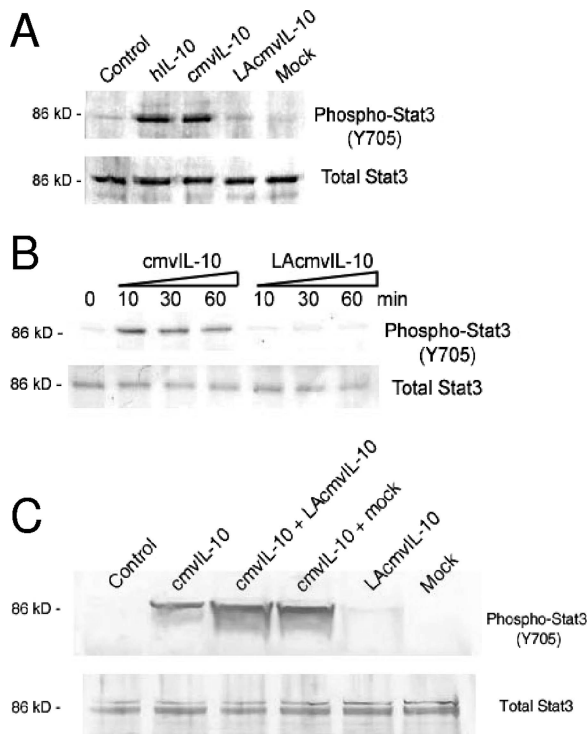 A
Control
hIL-10
cmvIL-10
LAcmvIL-10
Mock
86 kD -
Phospho-Stat3
(Y705)
86 kD -
Total Stat3
B
cmvIL-10
LAcmvIL-10
0
10
30
60
10
30
60
min
86 kD -
Phospho-Stat3
(Y705)
86 kD -
Total Stat3
C
Control
cmvIL-10
cmvIL-10 + LAcmvIL-10
cmvIL-10 + mock
LAcmvIL-10
Mock
86 kD -
Phospho-Stat3
(Y705)
86 kD -
Total Stat3